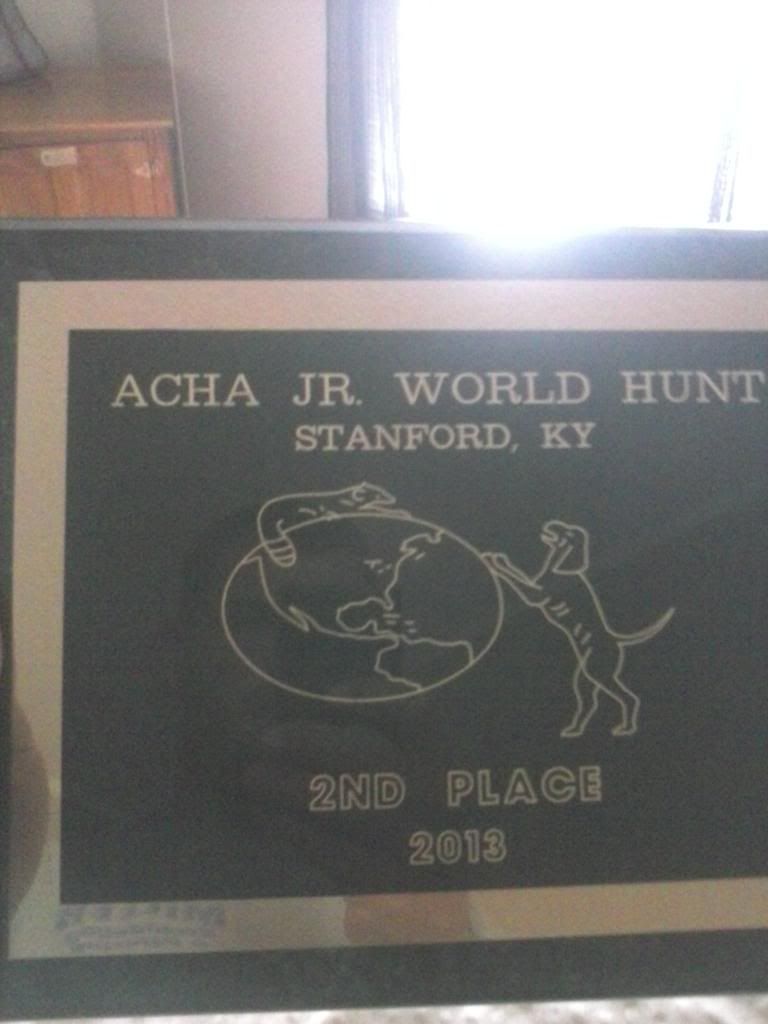 ACHA JR. WORLD HUNT
STANFORD, KY
2ND PLACE
2013